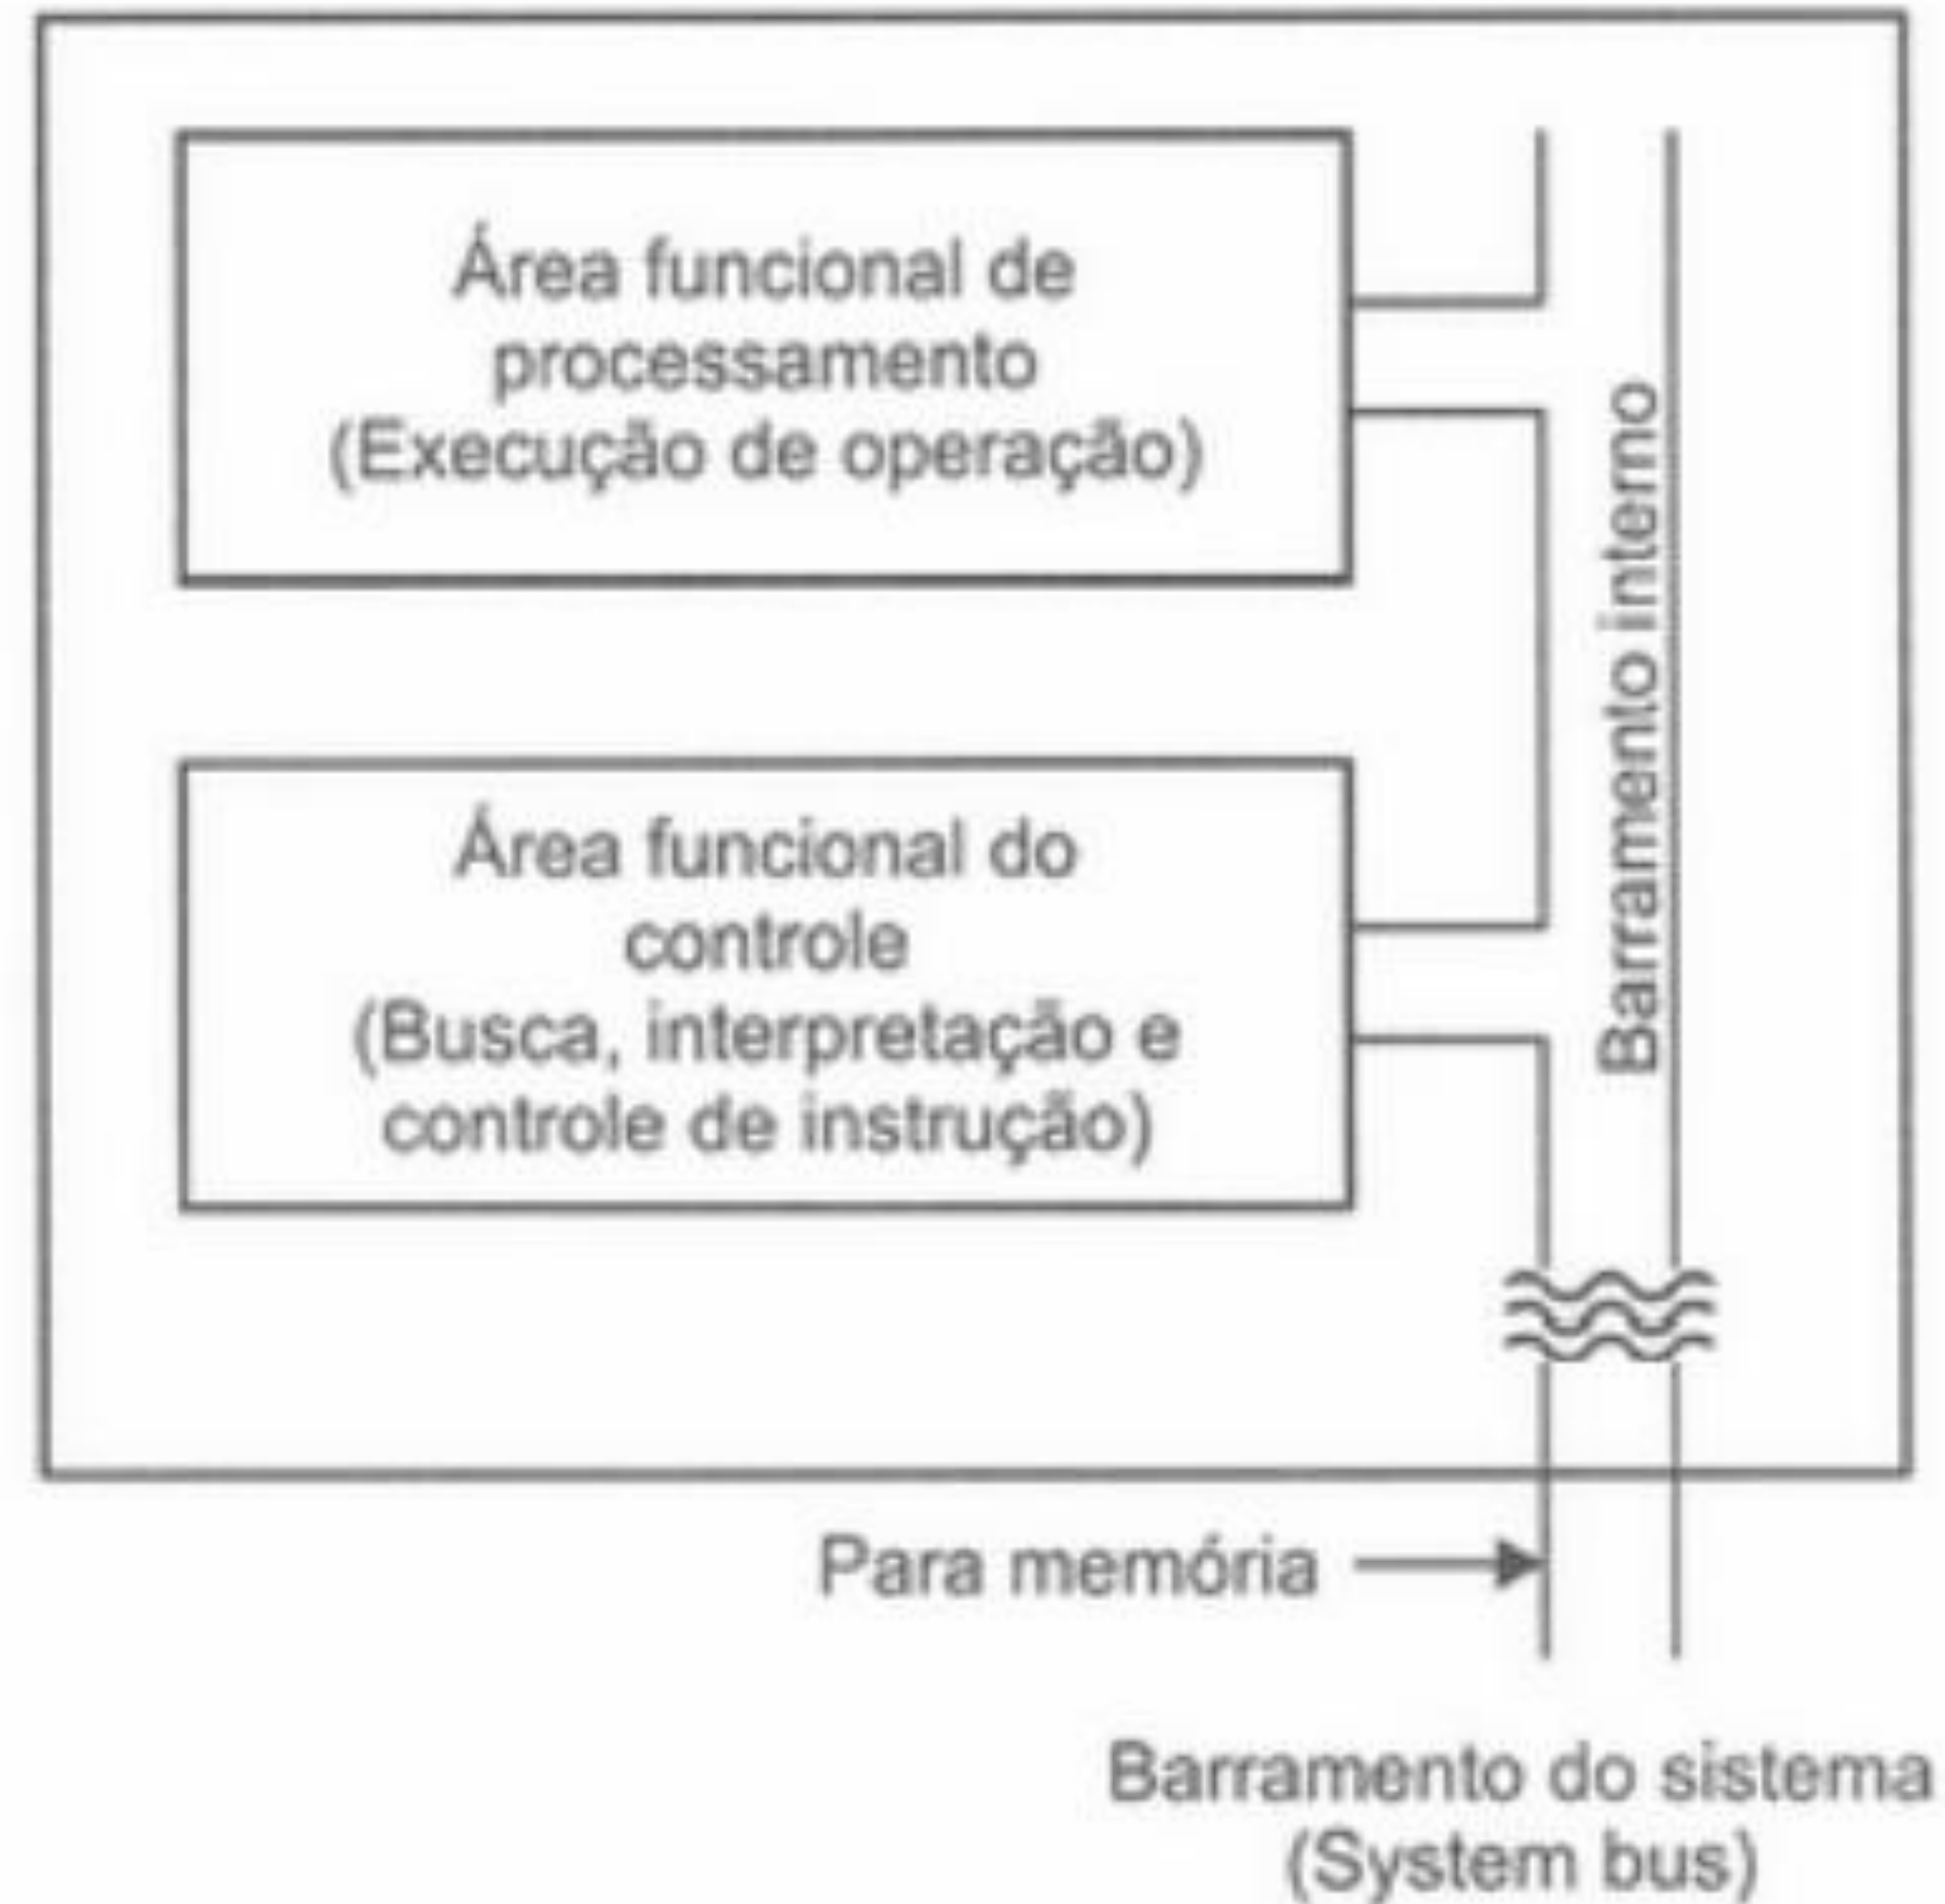 Área funcional de
processamento
(Execução de operação)
Barramento interno
Área funcional do
controle
(Busca, interpretação e
controle de instrução)
Para memória
Barramento do sistema
(System bus)